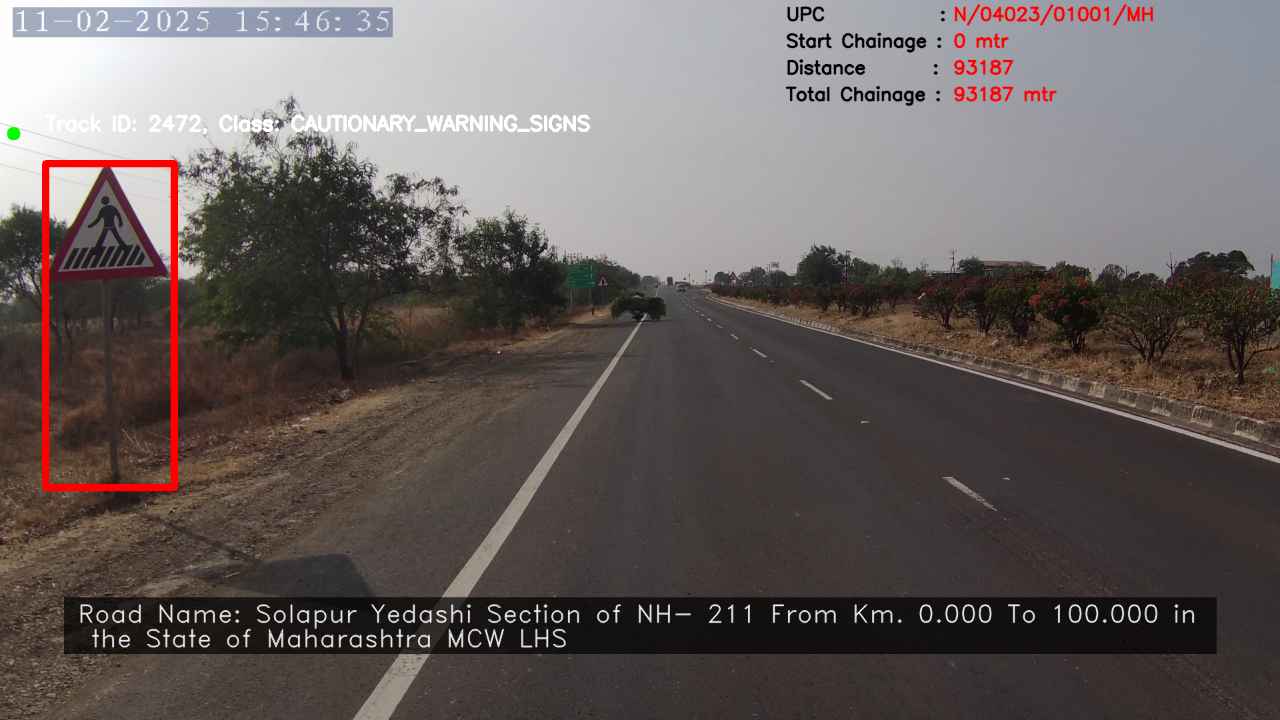 11-02-2025 15:46:35
UPC : N/04023/01001/MH
Start Chainage : 0 mtr
Distance : 93187
Total Chainage : 93187 mtr
Track ID: 2472, Class: CAUTIONARY_WARNING_SIGNS
Road Name: Solapur Yedashi Section of NH- 211 From Km. 0.000 To 100.000 in
the State of Maharashtra MCW LHS